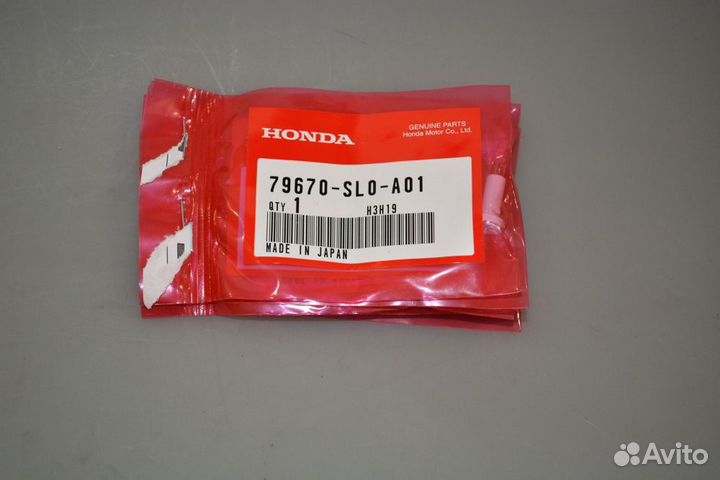 HONDA
GENUINE PARTS
Honda Motor Co., Ltd.
79670-SL0-A01
QTY 1 H3H19
MADE IN JAPAN
Avito